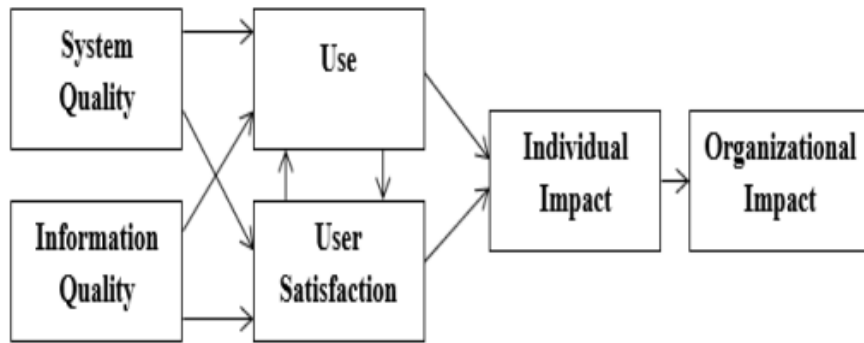 System
Quality
Use
Individual
Impact
Organizational
Impact
Information
Quality
User
Satisfaction